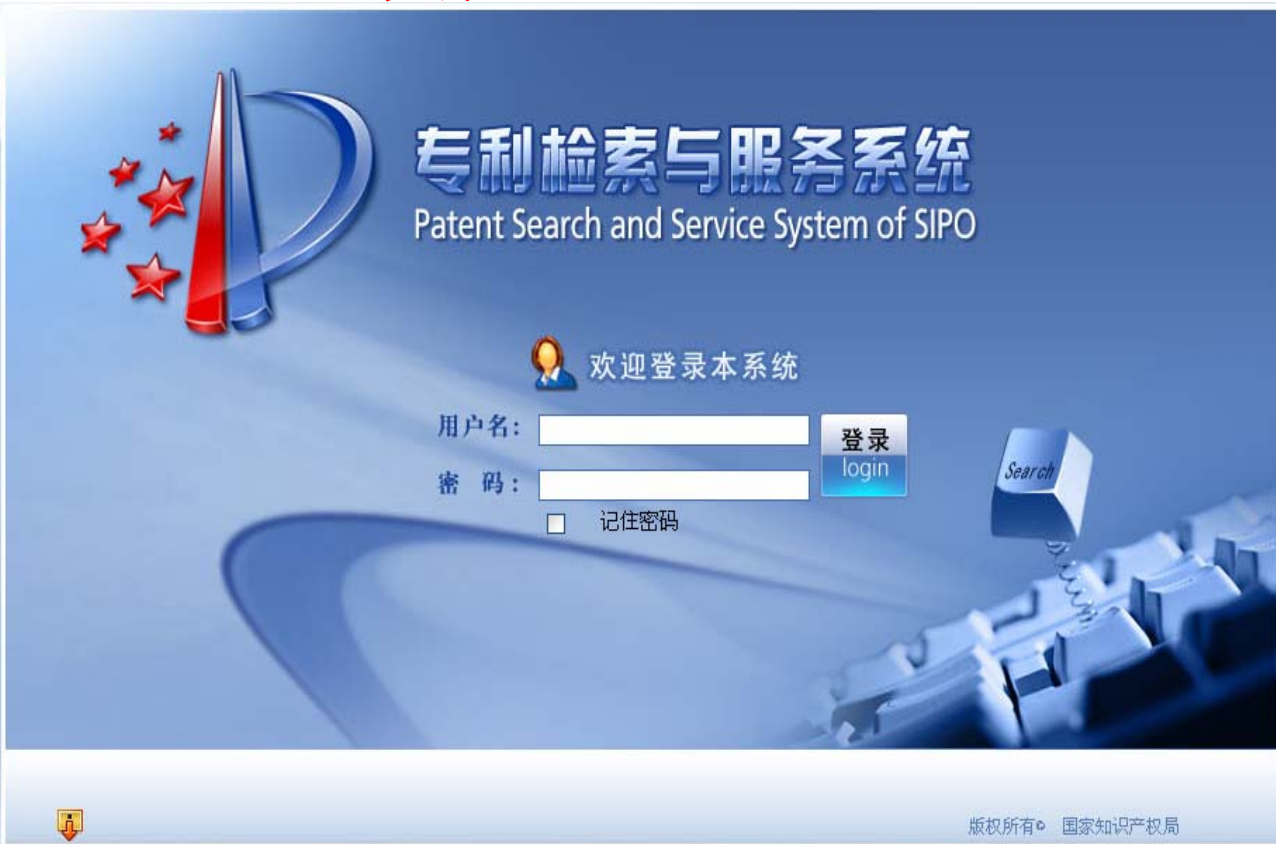 专利检索与服务系统
Patent Search and Service System of SIPO
欢迎登录本系统
用户名：
登录
login
密 码：
记住密码
Search
版权所有© 国家知识产权局